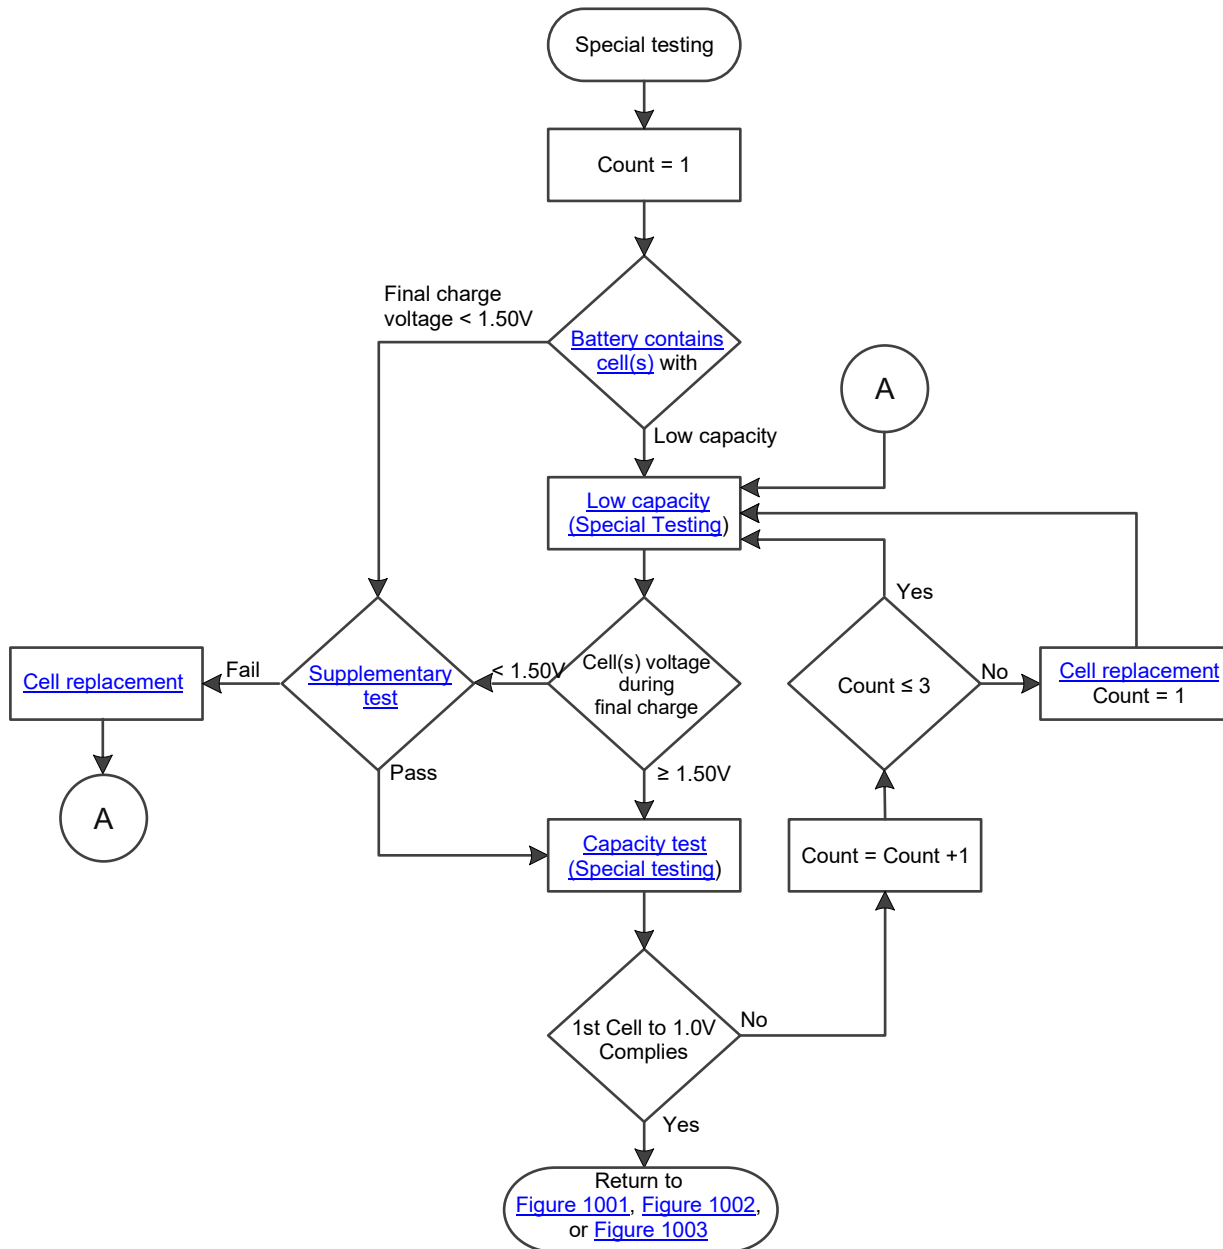 Special testing
Count = 1
Final charge
voltage < 1.50V
Battery contains
cell(s) with
A
Low capacity
Low capacity
(Special Testing)
Yes
Cell replacement
Fail
Supplementary
test
< 1.50V
Cell(s) voltage
during
final charge
Count ≤ 3
No
Cell replacement
Count = 1
Pass
≥ 1.50V
A
Capacity test
(Special testing)
Count = Count +1
1st Cell to 1.0V
Complies
No
Yes
Return to
Figure 1001, Figure 1002,
or Figure 1003